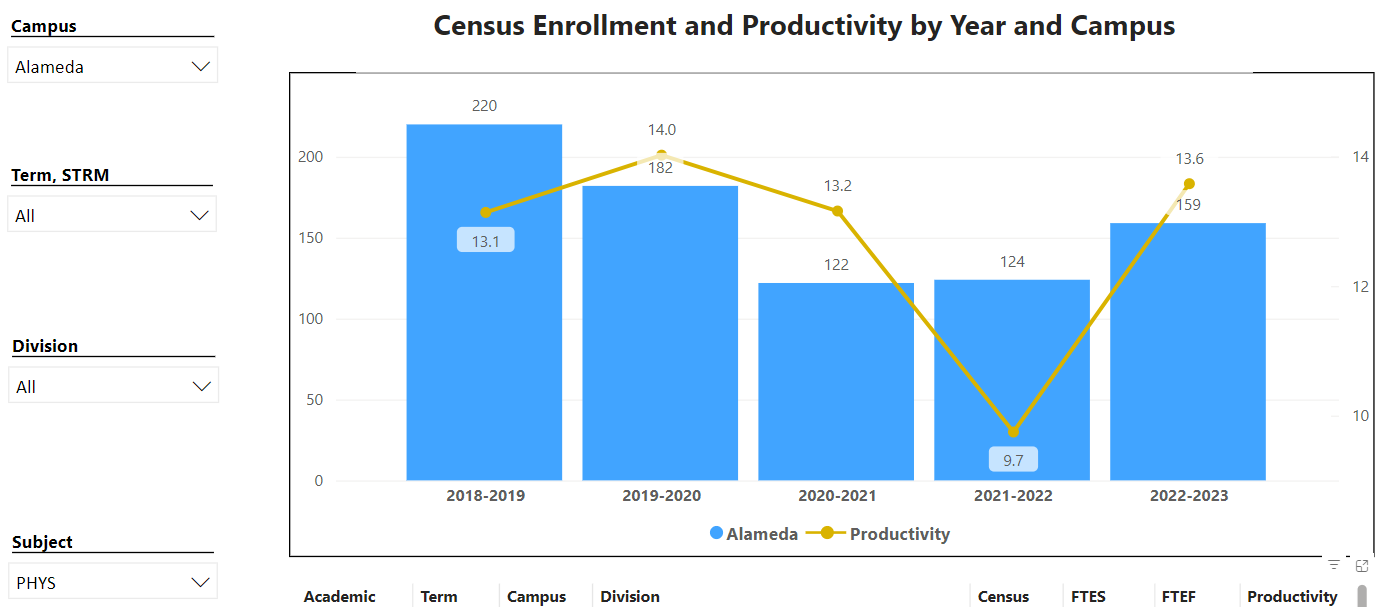 Census Enrollment and Productivity by Year and Campus
Campus
Alameda
Term, STRM
All
Division
All
Subject
PHYS
220
14.0
182
13.1
13.2
122
124
9.7
13.6
159
200
150
100
50
0
14
12
10
2018-2019 2019-2020 2020-2021 2021-2022 2022-2023
Alameda Productivity
Academic Term Campus Division Census FTES FTEF Productivity